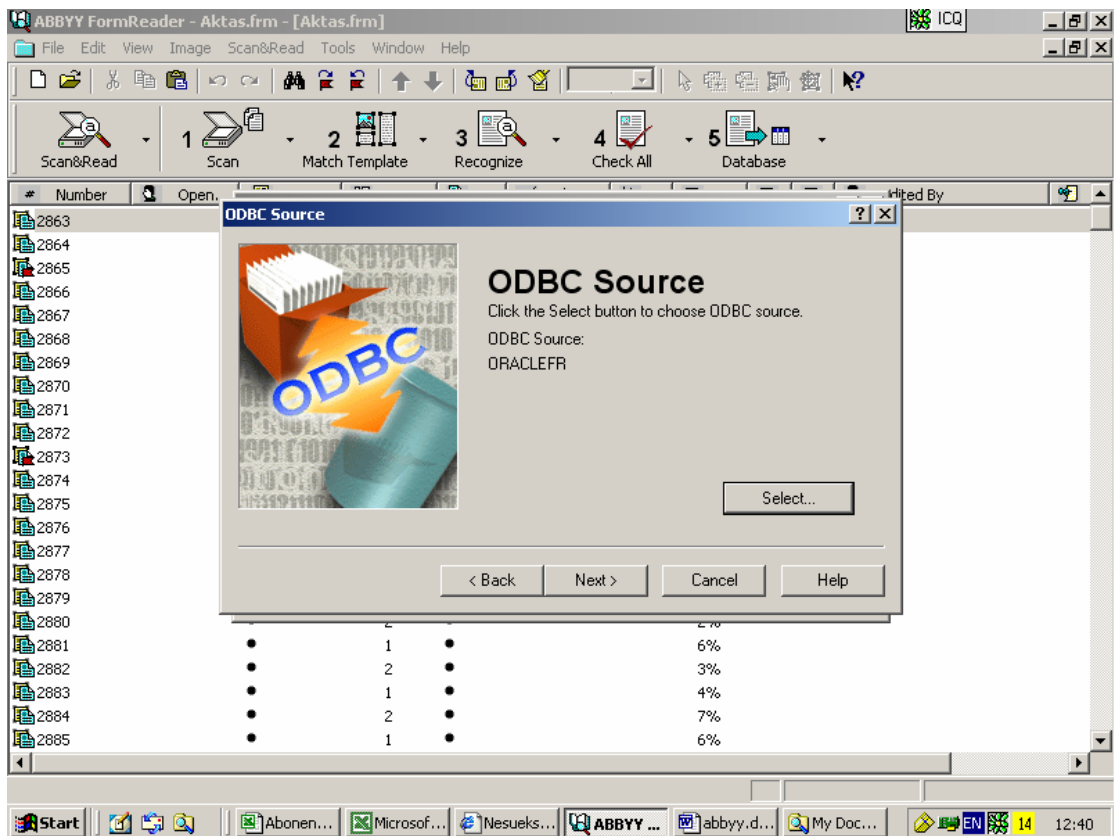 ABBYY FormReader - Aktas.frm - [Aktas.frm]
ICQ
File Edit View Image Scan&Read Tools Window Help
Scan&Read
1 Scan
2 Match Template
3 Recognize
4 Check All
5 Database
# Number Open.
dited By
ODBC Source
2863
2864
2865
2866
2867
2868
2869
2870
2871
2872
2873
2874
2875
2876
2877
2878
2879
2880
ODBC
ODBC Source
Click the Select button to choose ODBC source.
ODBC Source:
ORACLEFR
Select...
< Back Next > Cancel Help
2881 1 6%
2882 2 3%
2883 1 4%
2884 2 7%
2885 1 6%
Start Abonen... Microsof... Nesueks... ABBYY ... abbyy.d... My Doc... EN 14 12:40